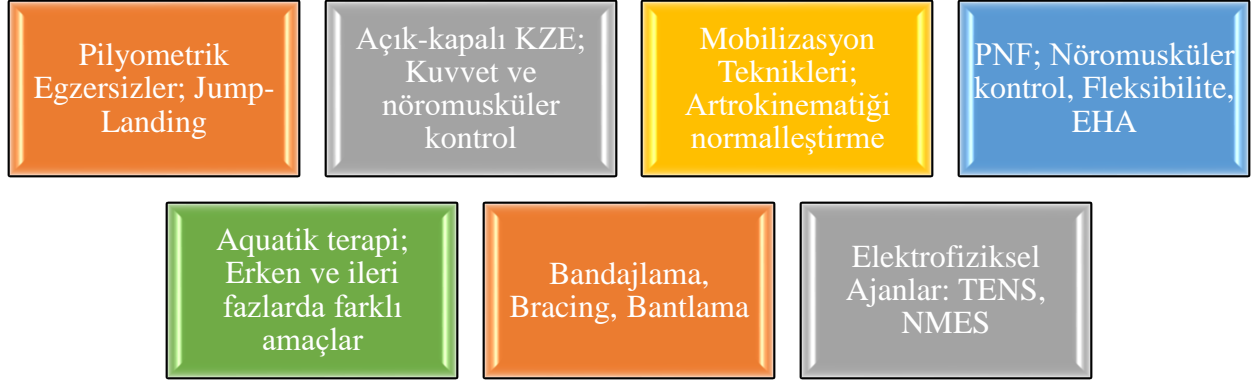 Pilyometrik
Egzersizler; Jump-
Landing
Açık-kapalı KZE;
Kuvvet ve
nöromusküler
kontrol
Mobilizasyon
Teknikleri;
Artrokinematiği
normalleştirme
PNF; Nöromusküler
kontrol, Fleksibilite,
EHA
Aquatik terapi;
Erken ve ileri
fazlarda farklı
amaçlar
Bandajlama,
Bracing, Bantlama
Elektrofiziksel
Ajanlar: TENS,
NMES